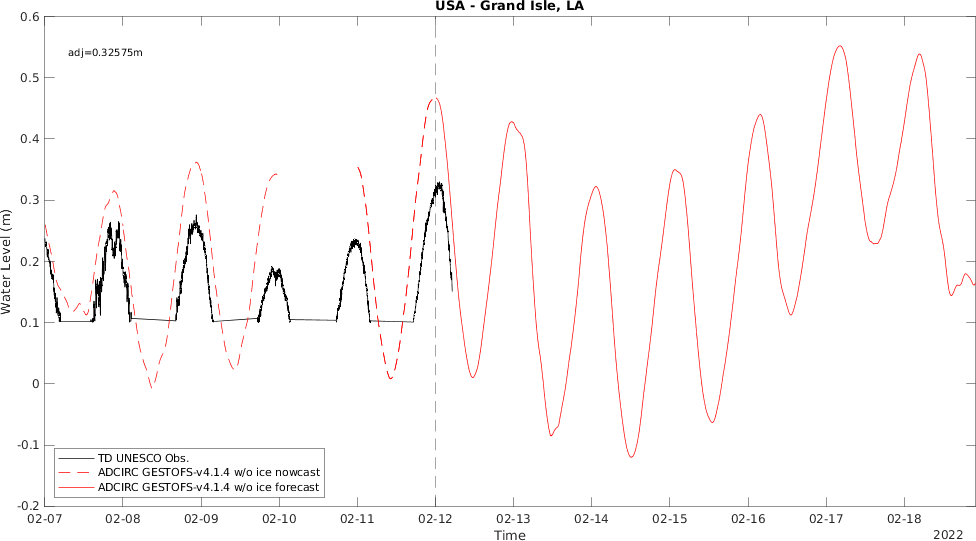 USA - Grand Isle, LA
adj=0.32575m
Water Level (m)
0.6
0.5
0.4
0.3
0.2
0.1
0
-0.1
-0.2
TD UNESCO Obs.
ADCIRC GESTOFS-v4.1.4 w/o ice nowcast
ADCIRC GESTOFS-v4.1.4 w/o ice forecast
02-07 02-08 02-09 02-10 02-11 02-12 02-13 02-14 02-15 02-16 02-17 02-18
Time
2022